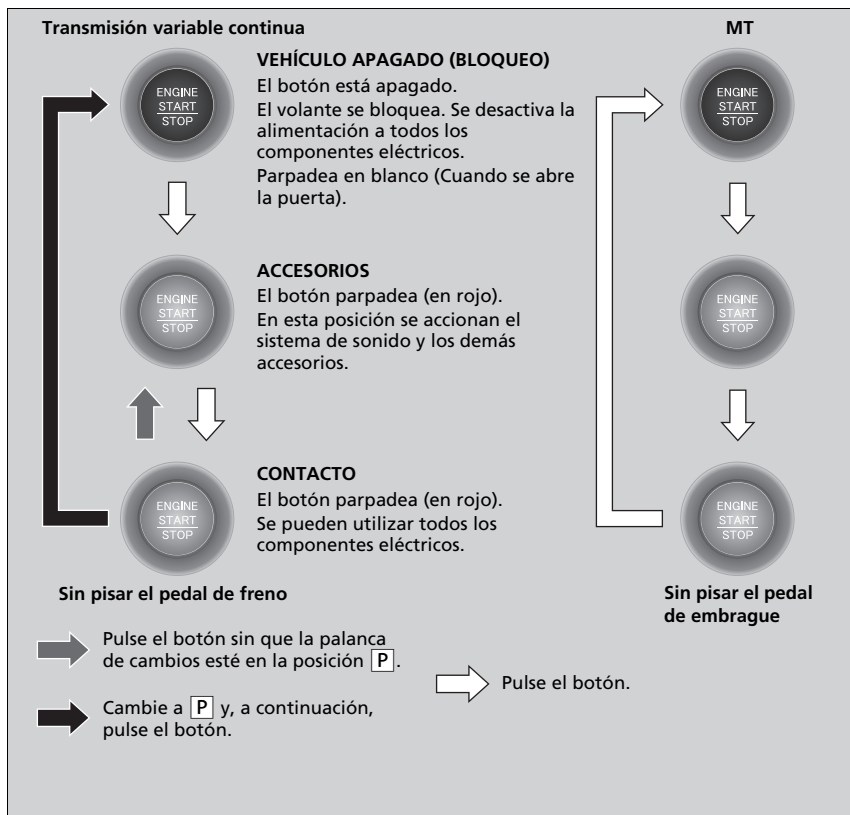 Transmisión variable continua
MT
ENGINE
START
STOP
VEHÍCULO APAGADO (BLOQUEO)
El botón está apagado.
El volante se bloquea. Se desactiva la
alimentación a todos los
componentes eléctricos.
Parpadea en blanco (Cuando se abre
la puerta).
ENGINE
START
STOP
ENGINE
START
STOP
ACCESORIOS
El botón parpadea (en rojo).
En esta posición se accionan el
sistema de sonido y los demás
accesorios.
ENGINE
START
STOP
ENGINE
START
STOP
CONTACTO
El botón parpadea (en rojo).
Se pueden utilizar todos los
componentes eléctricos.
ENGINE
START
STOP
Sin pisar el pedal de freno
Sin pisar el pedal
de embrague
Pulse el botón sin que la palanca
de cambios esté en la posición P.
Pulse el botón.
Cambie a P y, a continuación,
pulse el botón.